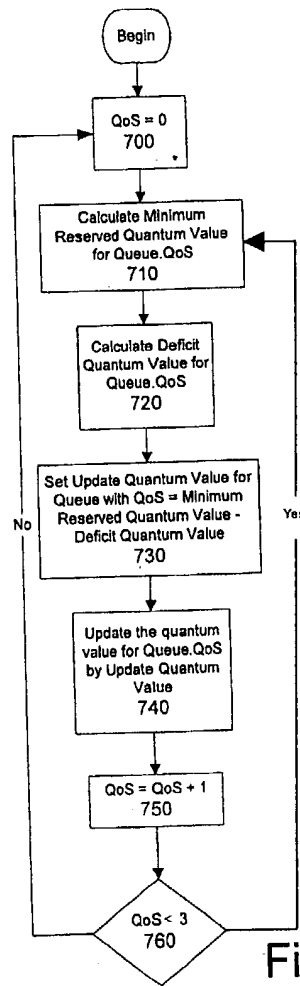 Begin
QoS = 0
700
Calculate Minimum
Reserved Quantum Value
for Queue.QoS
710
Calculate Deficit
Quantum Value for
Queue.QoS
720
Set Update Quantum Value for
Queue with QoS = Minimum
Reserved Quantum Value -
Deficit Quantum Value
730
No
Update the quantum
value for Queue.QoS
by Update Quantum
Value
740
QoS = QoS + 1
750
QoS < 3
760